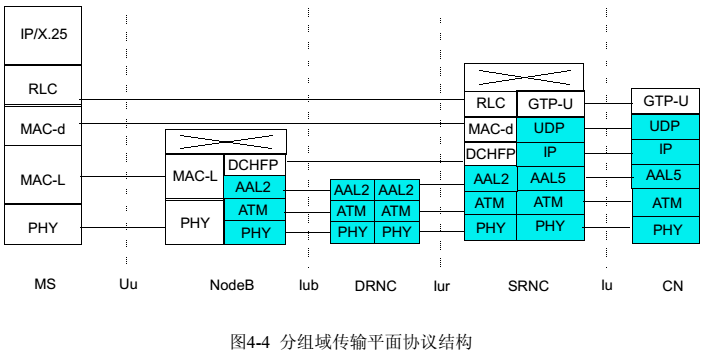 IP/X.25
RLC
MAC-d
MAC-L
PHY
MAC-L
PHY
DCHFP
AAL2
ATM
PHY
AAL2 AAL2
ATM ATM
PHY PHY
RLC GTP-U
MAC-d UDP
DCHFP IP
AAL2 AAL5
ATM ATM
PHY PHY
GTP-U
UDP
IP
AAL5
ATM
PHY
MS Uu NodeB Iub DRNC Iur SRNC Iu CN
图4-4 分组域传输平面协议结构